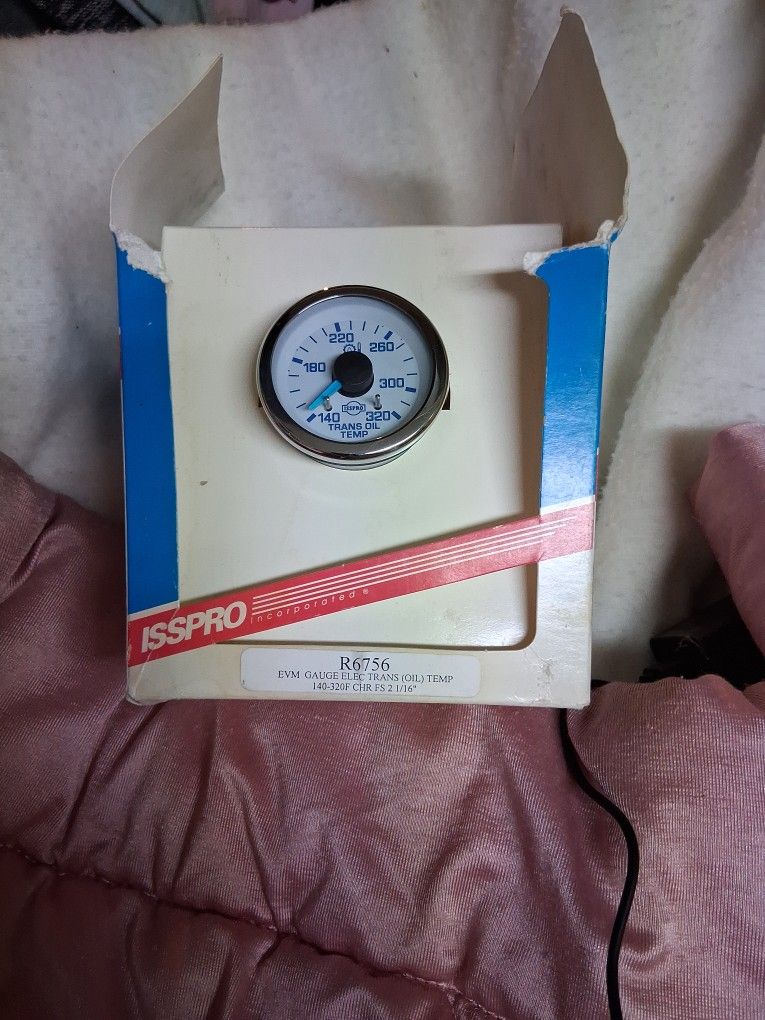 220
260
180
300
ISSPRO
140 320
TRANS OIL
TEMP
ISSPRO
incorporated ®
R6756
EVM GAUGE ELEC TRANS (OIL) TEMP
140-320F CHR FS 2 1/16"